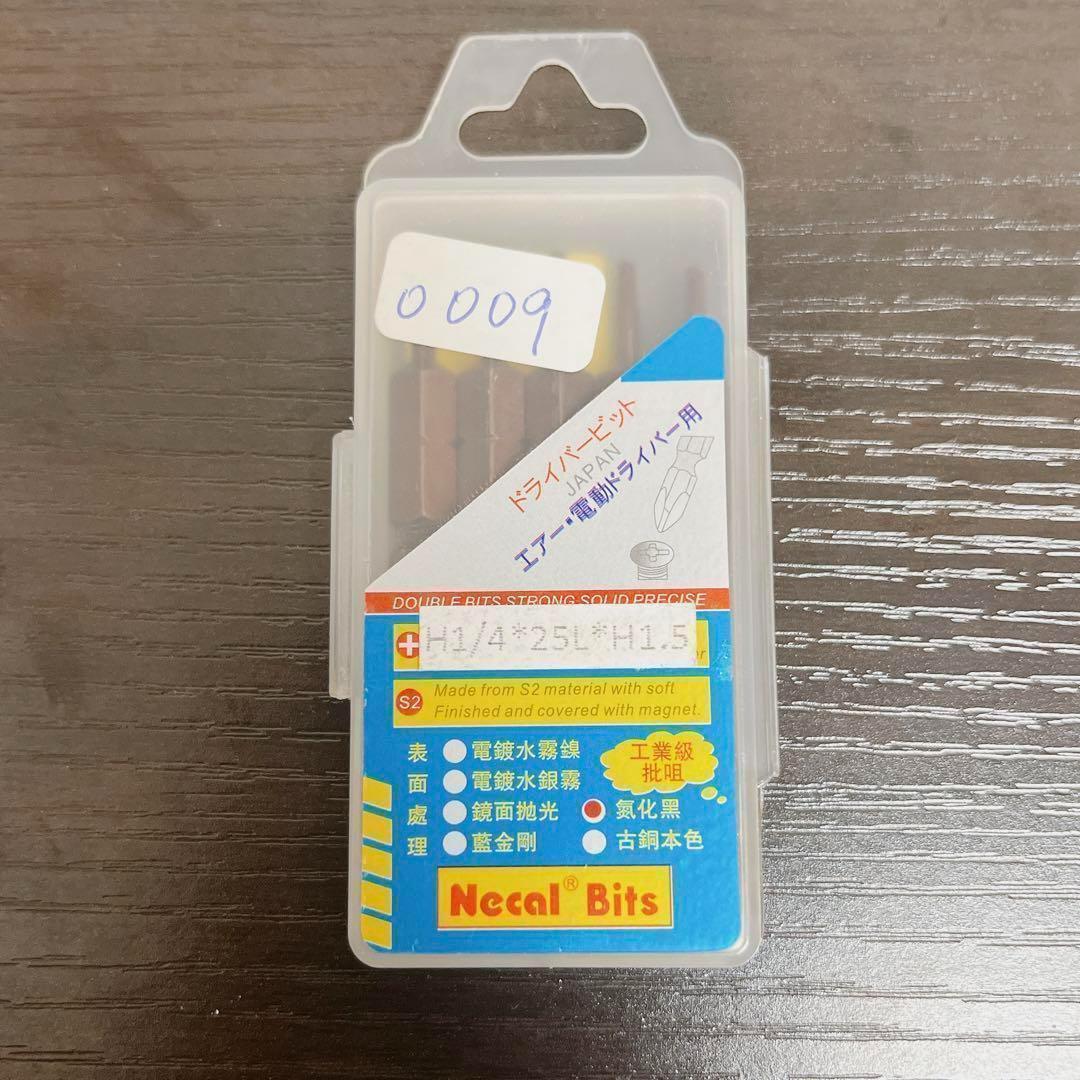 0009
ドライバービット
JAPAN
エアー・電動ドライバー用
DOUBLE BITS STRONG SOLID PRECISE
H1/4*25L*H1.5
S2
Made from S2 material with soft
Finished and covered with magnet.
表面處理
電鍍水霧鎳
電鍍水銀霧
鏡面抛光
氮化黑
藍金剛
古銅本色
工業級
批咀
Necal® Bits